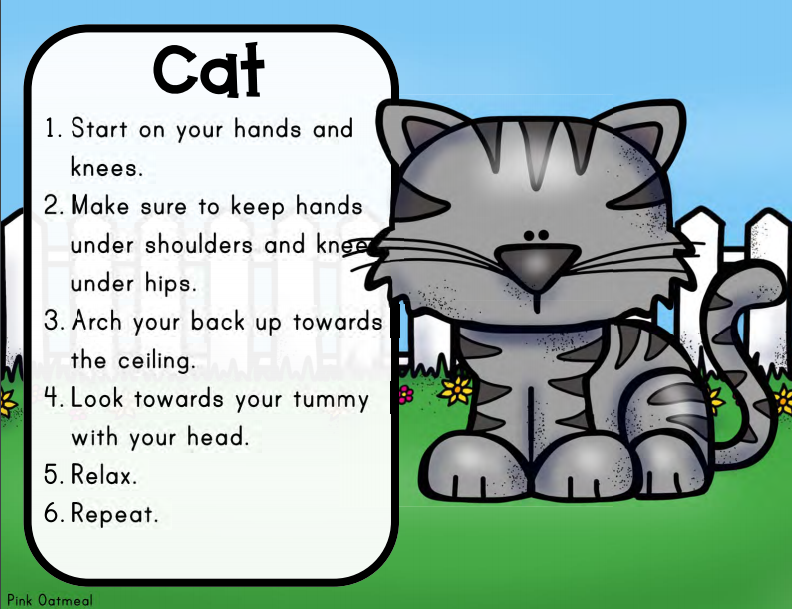 Cat
1. Start on your hands and
knees.
2. Make sure to keep hands
under shoulders and knees
under hips.
3. Arch your back up towards
the ceiling.
4. Look towards your tummy
with your head.
5. Relax.
6. Repeat.
Pink Oatmeal